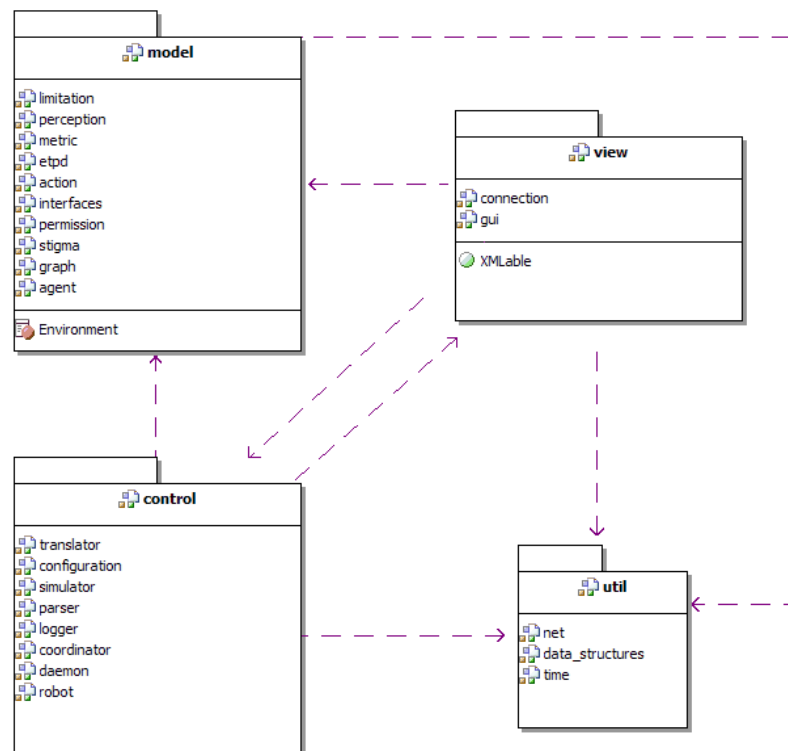 model
limitation
perception
metric
etpd
action
interfaces
permission
stigma
graph
agent
Environment
view
connection
gui
XMLable
control
translator
configuration
simulator
parser
logger
coordinator
daemon
robot
util
net
data_structures
time